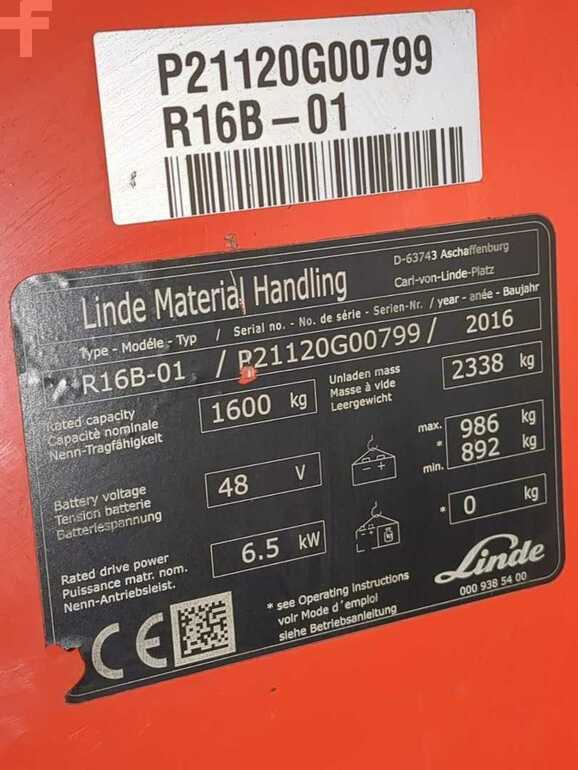 P21120G00799
R16B-01
Linde Material Handling
D-63743 Aschaffenburg
Carl-von-Linde-Platz
Type - Modéle - Typ / Serial no. - No. de série - Serien-Nr. / year - anée - Baujahr
R16B-01 / P21120G00799 / 2016
Rated capacity
Capacité nominale
Nenn-Tragfähigkeit
1600 kg
Unladen mass
Masse à vide
Leergewicht
2338 kg
Battery voltage
Tension batterie
Batteriespannung
48 V
max. 986 kg
*
min. 892 kg
Rated drive power
Puissance matr. nom.
Nenn-Antriebsleist.
6.5 kW
* 0 kg
CE
* see Operating instructions
voir Mode d'emploi
siehe Betriebsanleitung
Linde
000 938 54 00